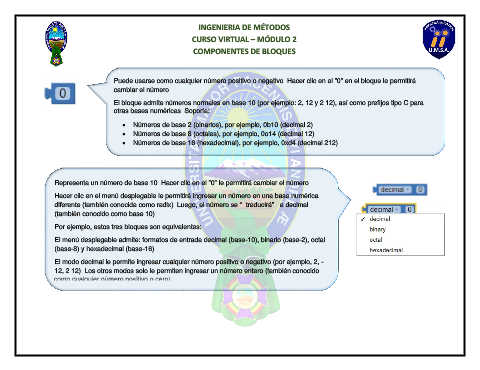 INGENIERIA DE MÉTODOS
CURSO VIRTUAL – MÓDULO 2
COMPONENTES DE BLOQUES
U.M.S.A.
0
Puede usarse como cualquier número positivo o negativo Hacer clic en el "0" en el bloque le permitirá
cambiar el número
El bloque admite números normales en base 10 (por ejemplo: 2, 12 y 2 12), así como prefijos tipo C para
otras bases numéricas Soporta:
• Números de base 2 (binarios), por ejemplo, 0b10 (decimal 2)
• Números de base 8 (octales), por ejemplo, 0o14 (decimal 12)
• Números de base 16 (hexadecimal), por ejemplo, 0xd4 (decimal 212)
Representa un número de base 10 Hacer clic en el "0" le permitirá cambiar el número
Hacer clic en el menú desplegable le permitirá ingresar un número en una base numérica
diferente (también conocida como radix) Luego, el número se " traducirá" a decimal
(también conocido como base 10)
Por ejemplo, estos tres bloques son equivalentes:
El menú desplegable admite: formatos de entrada decimal (base-10), binario (base-2), octal
(base-8) y hexadecimal (base-16)
El modo decimal le permite ingresar cualquier número positivo o negativo (por ejemplo, 2, -
12, 2 12) Los otros modos solo le permiten ingresar un número entero (también conocido
como cualquier número positivo o cero)
decimal 0
decimal 0
✓ decimal
binary
octal
hexadecimal